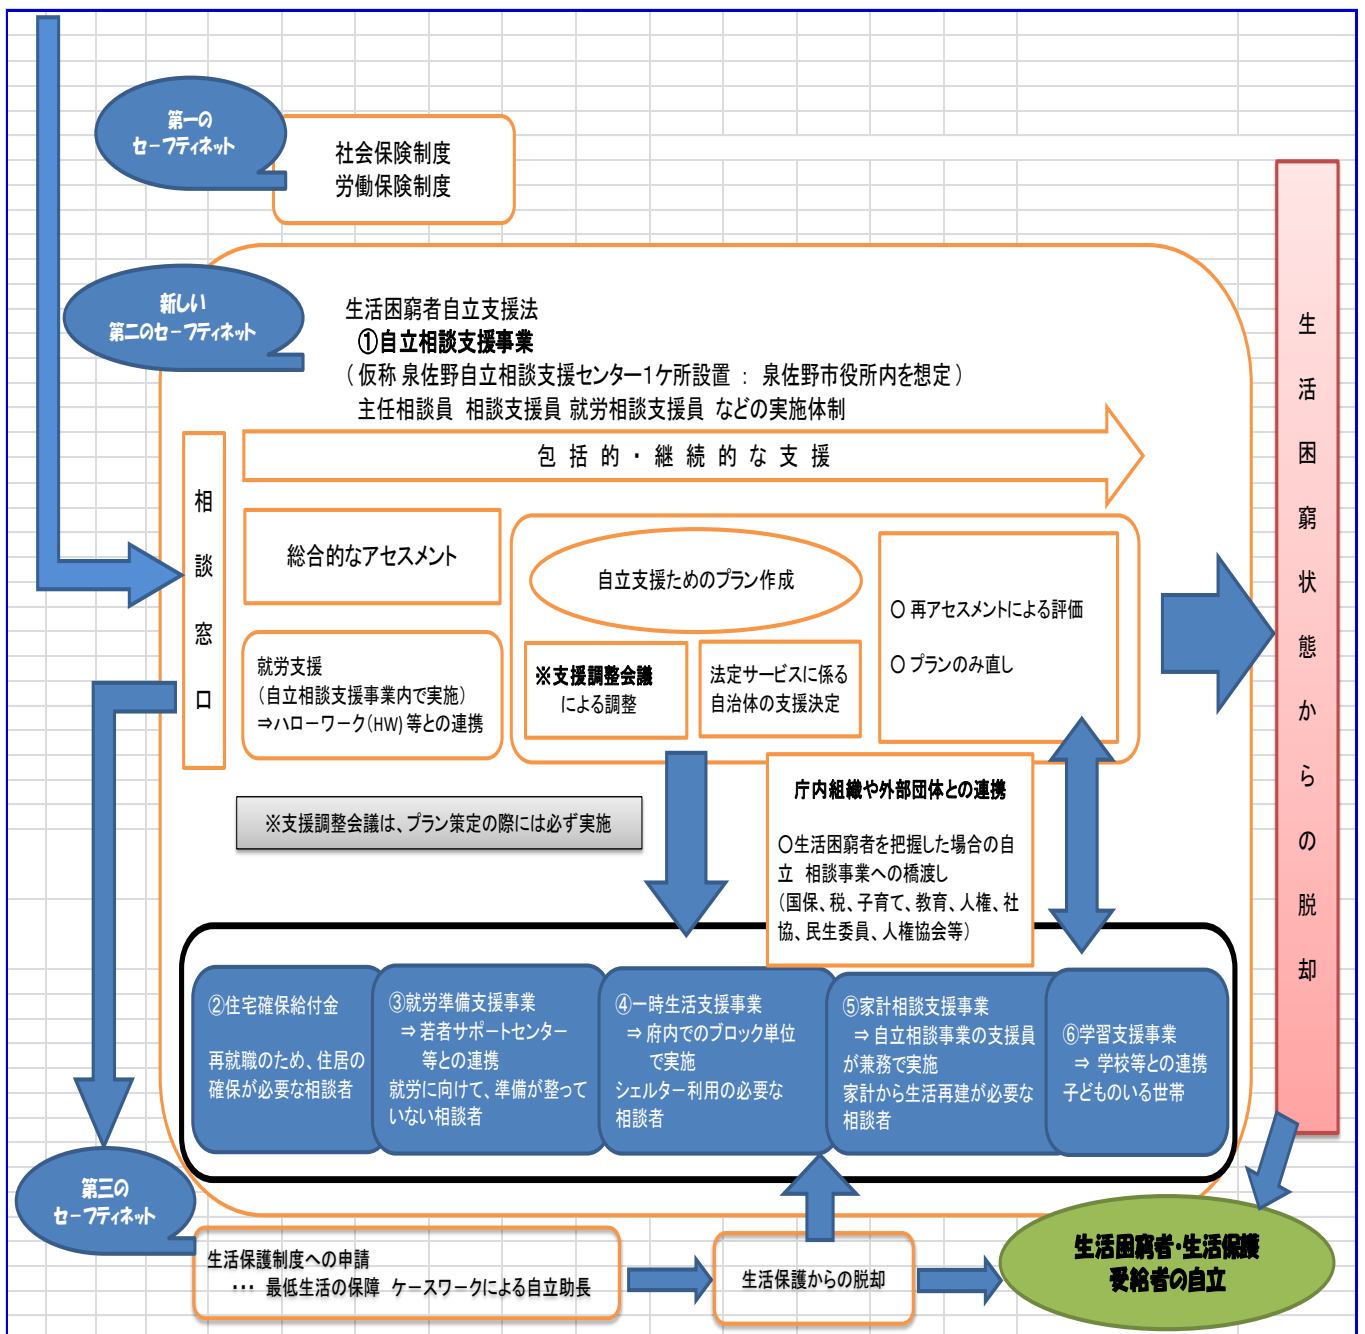 第一の
セーフティネット
社会保険制度
労働保険制度
新しい
第二のセーフティネット
生活困窮者自立支援法
①自立相談支援事業
(仮称 泉佐野自立相談支援センター1ケ所設置 : 泉佐野市役所内を想定)
主任相談員 相談支援員 就労相談支援員 などの実施体制
包括的・継続的な支援
相談窓口
総合的なアセスメント
就労支援
(自立相談支援事業内で実施)
⇒ハローワーク(HW)等との連携
自立支援ためのプラン作成
※支援調整会議
による調整
法定サービスに係る
自治体の支援決定
〇 再アセスメントによる評価
〇 プランのみ直し
※支援調整会議は、プラン策定の際には必ず実施
庁内組織や外部団体との連携
〇生活困窮者を把握した場合の自
立 相談事業への橋渡し
(国保、税、子育て、教育、人権、社
協、民生委員、人権協会等)
②住宅確保給付金
再就職のため、住居の
確保が必要な相談者
③就労準備支援事業
⇒ 若者サポートセンター
等との連携
就労に向けて、準備が整って
いない相談者
④一時生活支援事業
⇒ 府内でのブロック単位
で実施
シェルター利用の必要な
相談者
⑤家計相談支援事業
⇒ 自立相談事業の支援員
が兼務で実施
家計から生活再建が必要な
相談者
⑥学習支援事業
⇒ 学校等との連携
子どものいる世帯
生活困窮状態からの脱却
第三の
セーフティネット
生活保護制度への申請
… 最低生活の保障 ケースワークによる自立助長
生活保護からの脱却
生活困窮者・生活保護
受給者の自立